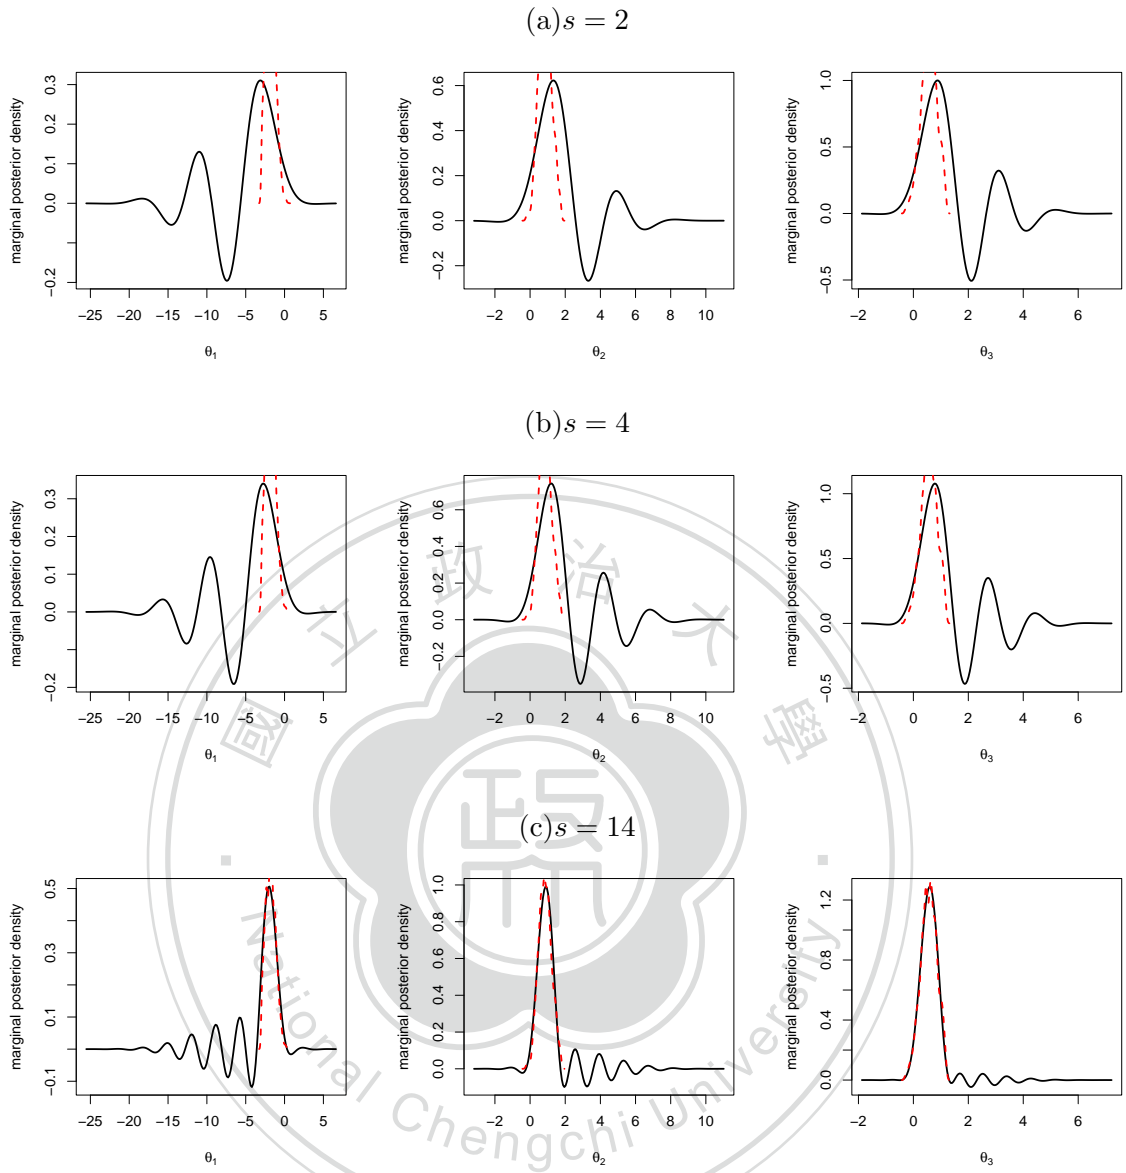 (a)s = 2
marginal posterior density
−0.2 0.0 0.1 0.2 0.3
−25 −20 −15 −10 −5 0 5
θ1
marginal posterior density
−0.2 0.0 0.2 0.4 0.6
−2 0 2 4 6 8 10
θ2
marginal posterior density
−0.5 0.0 0.5 1.0
−2 0 2 4 6
θ3
(b)s = 4
marginal posterior density
−0.2 0.0 0.1 0.2 0.3
−25 −20 −15 −10 −5 0 5
θ1
marginal posterior density
−0.2 0.0 0.2 0.4 0.6
−2 0 2 4 6 8 10
θ2
marginal posterior density
−0.5 0.0 0.5 1.0
−2 0 2 4 6
θ3
(c)s = 14
marginal posterior density
−0.1 0.1 0.3 0.5
−25 −20 −15 −10 −5 0 5
θ1
marginal posterior density
0.0 0.2 0.4 0.6 0.8 1.0
−2 0 2 4 6 8 10
θ2
marginal posterior density
0.0 0.4 0.8 1.2
−2 0 2 4 6
θ3
國立政治大學
政
National Chengchi University